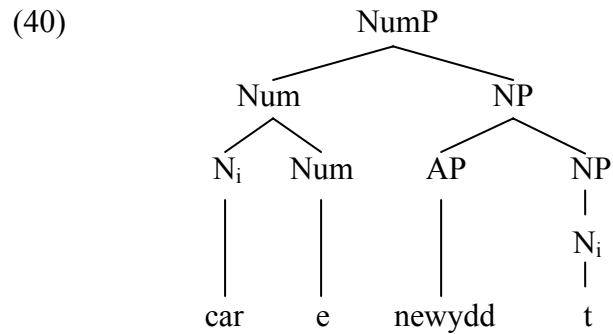 (40) NumP
Num NP
Nᵢ Num AP NP
Nᵢ
car e newydd t